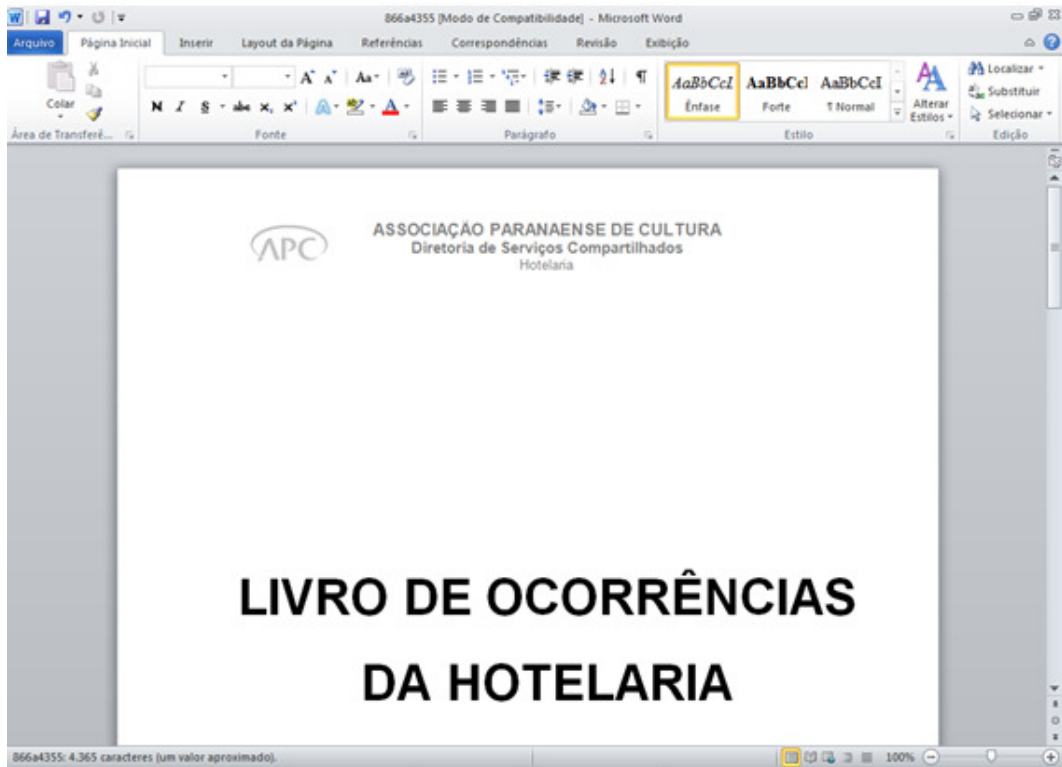 866a4355 [Modo de Compatibilidade] - Microsoft Word
Arquivo Página Inicial Inserir Layout da Página Referências Correspondências Revisão Exibição
Colar
N I S abc x, x' A A A
Aa A A
AaBbCcI AaBbCcl AaBbCcI
Ênfase Forte ¶ Normal
Alterar Estilos
Localizar
Substituir
Selecionar
Área de Transferê... Fonte Parágrafo Estilo Edição
APC
ASSOCIAÇÃO PARANAENSE DE CULTURA
Diretoria de Serviços Compartilhados
Hotelaria
LIVRO DE OCORRÊNCIAS
DA HOTELARIA
866a4355: 4.365 caracteres (um valor aproximado).
100%